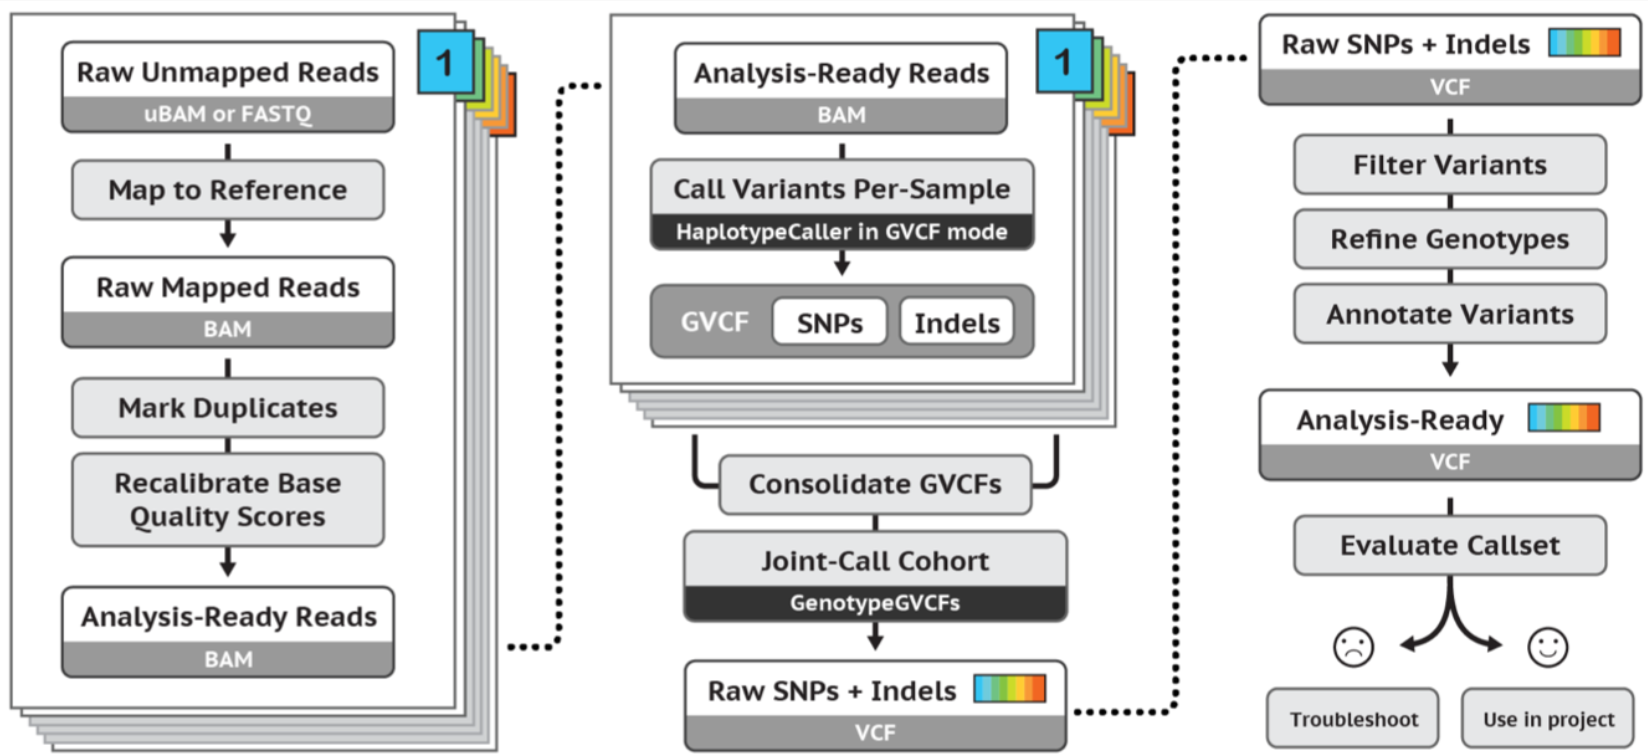 1
Raw Unmapped Reads
uBAM or FASTQ
Map to Reference
Raw Mapped Reads
BAM
Mark Duplicates
Recalibrate Base
Quality Scores
Analysis-Ready Reads
BAM
1
Analysis-Ready Reads
BAM
Call Variants Per-Sample
HaplotypeCaller in GVCF mode
GVCF SNPs Indels
Consolidate GVCFs
Joint-Call Cohort
GenotypeGVCFs
Raw SNPs + Indels
VCF
Raw SNPs + Indels
VCF
Filter Variants
Refine Genotypes
Annotate Variants
Analysis-Ready
VCF
Evaluate Callset
Troubleshoot
Use in project